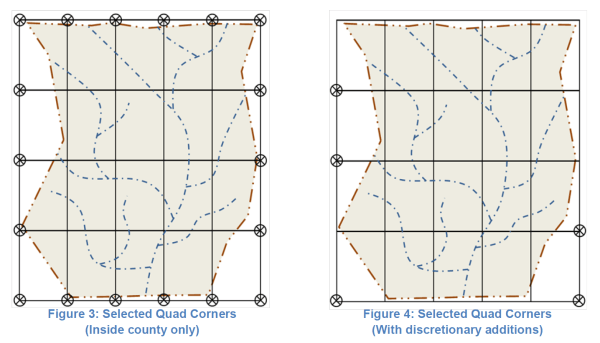 Figure 3: Selected Quad Corners
(Inside county only)
Figure 4: Selected Quad Corners
(With discretionary additions)